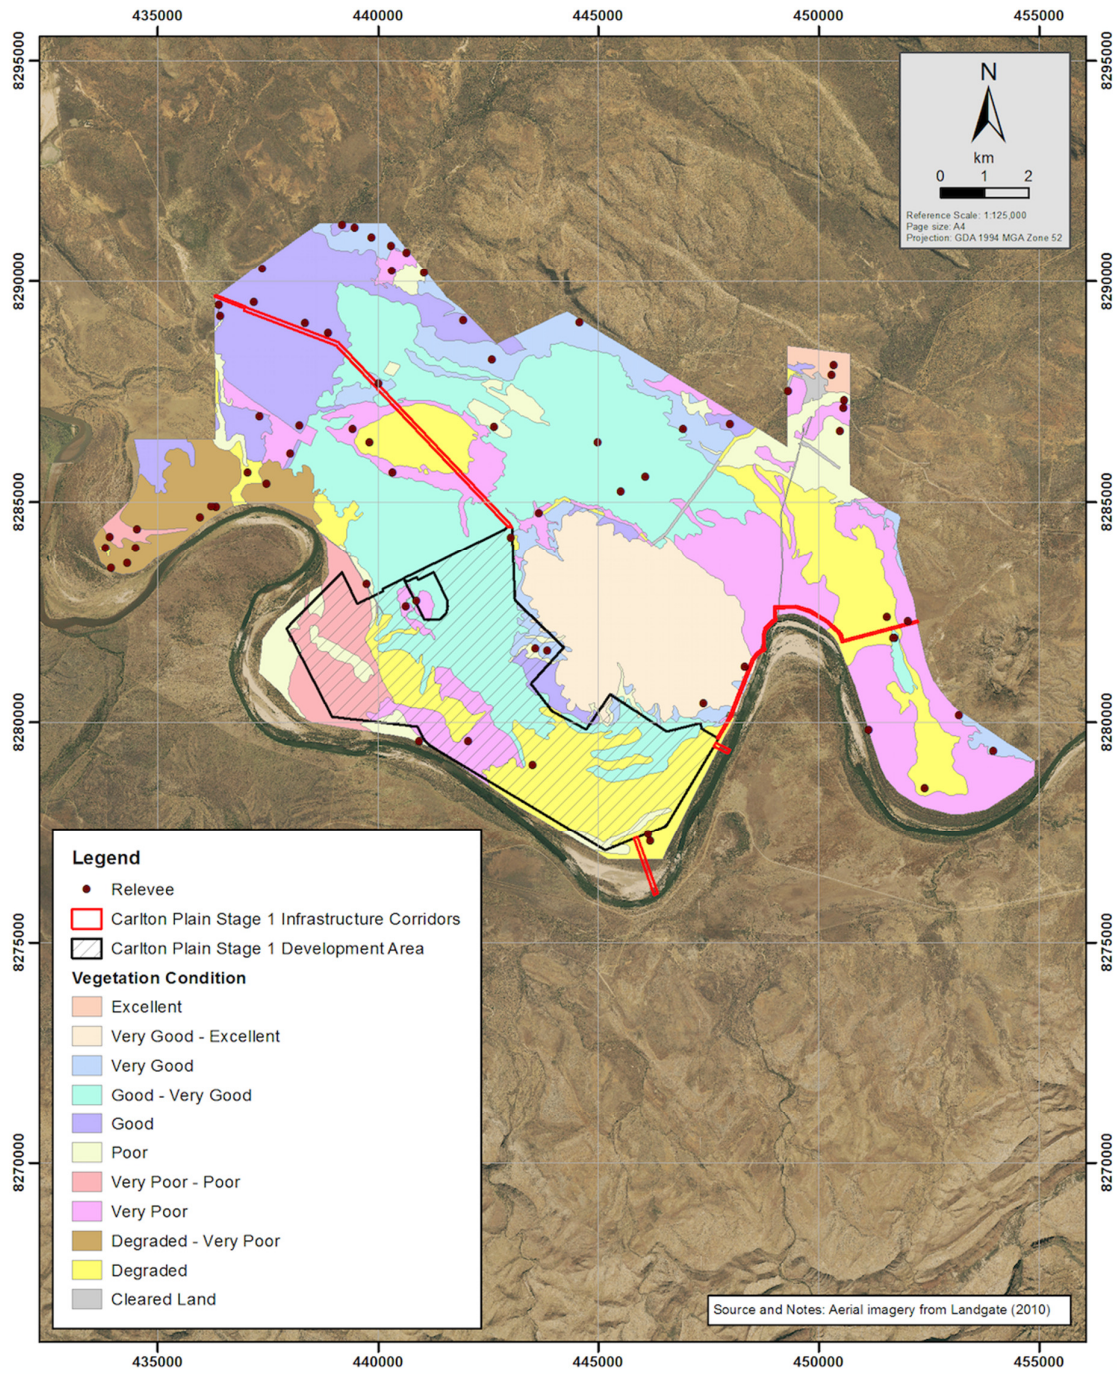 435000 440000 445000 450000 455000
8295000 8295000
N
km
0 1 2
Reference Scale: 1:125,000
Page size: A4
Projection: GDA 1994 MGA Zone 52
8290000 8290000
8285000 8285000
8280000 8280000
8275000 8275000
8270000 8270000
Legend
Relevee
Carlton Plain Stage 1 Infrastructure Corridors
Carlton Plain Stage 1 Development Area
Vegetation Condition
Excellent
Very Good - Excellent
Very Good
Good - Very Good
Good
Poor
Very Poor - Poor
Very Poor
Degraded - Very Poor
Degraded
Cleared Land
Source and Notes: Aerial imagery from Landgate (2010)
435000 440000 445000 450000 455000